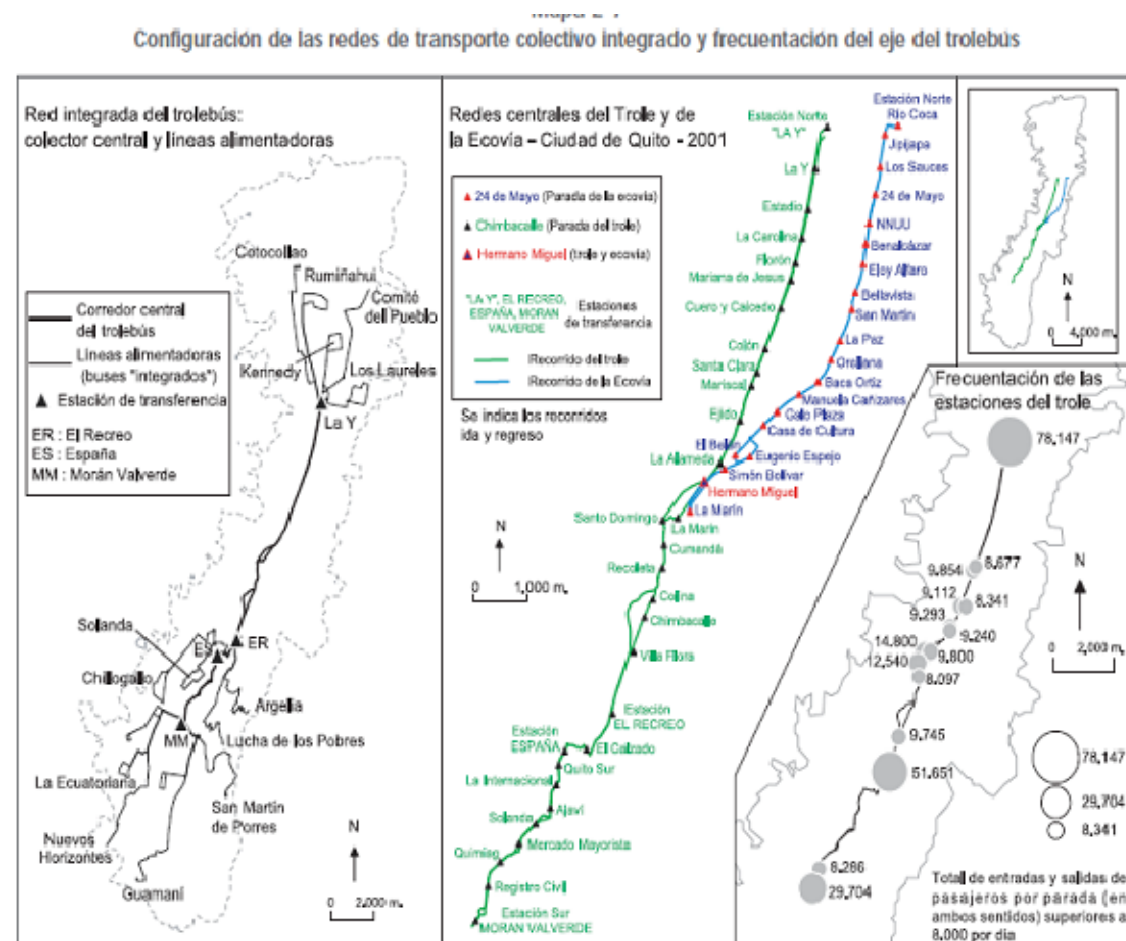 Configuración de las redes de transporte colectivo integrado y frecuentación del eje del trolebús
Red integrada del trolebús:
colector central y líneas alimentadoras
Corredor central
del trolebús
Líneas alimentadoras
(buses "integrados")
Estación de transferencia
ER : El Recreo
ES : España
MM : Morán Valverde
Cotocollao
Rumiñahui
Comité
del Pueblo
Kennedy
Los Laureles
La Y
Solanda
ES
ER
Chillogallo
Argelia
MM
Lucha de los Pobres
La Ecuatoriana
San Martín
de Porres
Nuevos
Horizontes
Guamaní
N
0 2,000 m.
Redes centrales del Trole y de
la Ecovía – Ciudad de Quito - 2001
24 de Mayo (Parada de la ecovía)
Chimbacalle (Parada del trole)
Hermano Miguel (trole y ecovía)
"LA Y", EL RECREO,
ESPAÑA, MORAN
VALVERDE
Estaciones
de transferencia
Recorrido del trole
Recorrido de la Ecovía
Se indica los recorridos
ida y regreso
N
0 1,000 m.
Estación Norte
"LA Y"
La Y
Estadio
La Carolina
Florón
Mariana de Jesus
Cuero y Caicedo
Colón
Santa Clara
Mariscal
Ejido
La Alameda
Hermano Miguel
Santo Domingo
La Marín
Cumandá
Recoleta
Colina
Chimbacalle
Villa Flora
Estación
EL RECREO
El Calzado
Estación
ESPAÑA
Quito Sur
La Internacional
Ajaví
Solanda
Mercado Mayorista
Quimiag
Registro Civil
Estación Sur
MORAN VALVERDE
Estación Norte
Río Coca
Jipijapa
Los Sauces
24 de Mayo
NNUU
Benalcázar
Eloy Alfaro
Bellavista
San Martín
La Paz
Orellana
Baca Ortiz
Manuela Cañizares
Galo Plaza
Casa de Cultura
El Belén
Eugenio Espejo
Simón Bolívar
La Marín
N
0 4,000 m.
Frecuentación de las
estaciones del trole
78,147
8,677
9,854
9,112
8,341
9,293
9,240
14,800
9,800
12,540
8,097
9,745
51,651
8,286
29,704
N
0 2,000 m.
78,147
29,704
8,341
Total de entradas y salidas de
pasajeros por parada (en
ambos sentidos) superiores a
8,000 por día